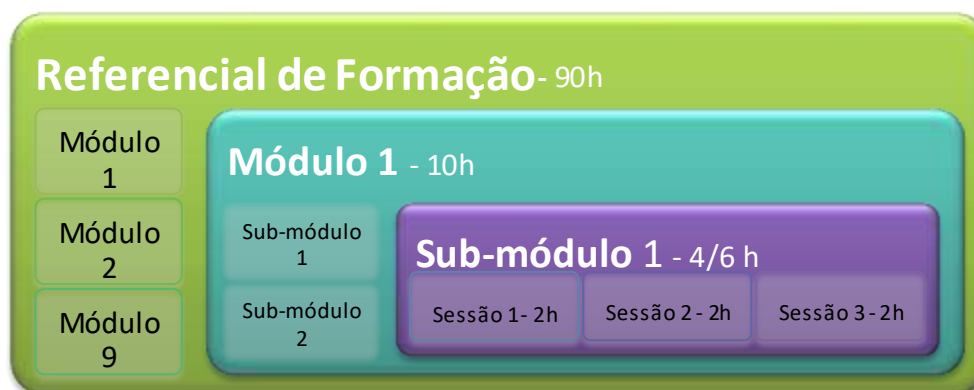 Referencial de Formação- 90h
Módulo
1
Módulo
2
Módulo
9
Módulo 1 - 10h
Sub-módulo
1
Sub-módulo
2
Sub-módulo 1 - 4/6 h
Sessão 1- 2h
Sessão 2 - 2h
Sessão 3 - 2h